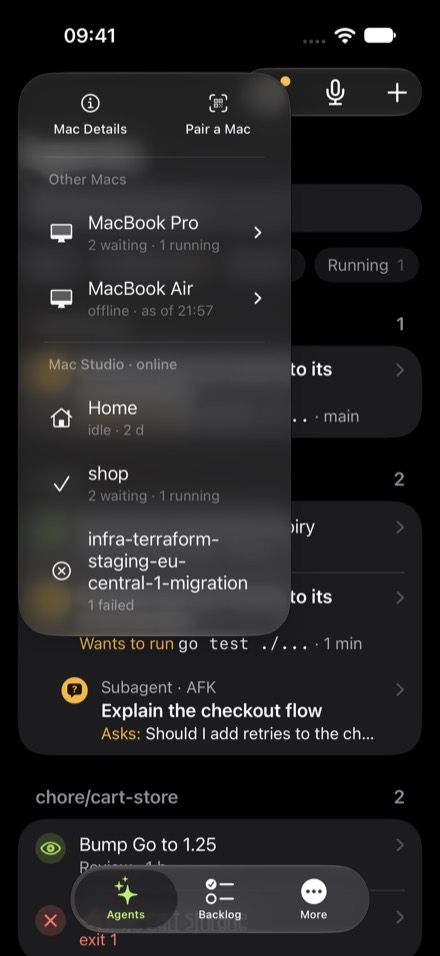 09:41
Mac Details
Pair a Mac
Other Macs
MacBook Pro
2 waiting · 1 running
MacBook Air
offline · as of 21:57
Mac Studio · online
Home
idle · 2 d
shop
2 waiting · 1 running
infra-terraform-
staging-eu-
central-1-migration
1 failed
Running 1
1
to its
.. · main
2
to its
Wants to run go test ./... · 1 min
Subagent · AFK
Explain the checkout flow
Asks: Should I add retries to the ch...
chore/cart-store
2
Bump Go to 1.25
exit 1
Agents
Backlog
More